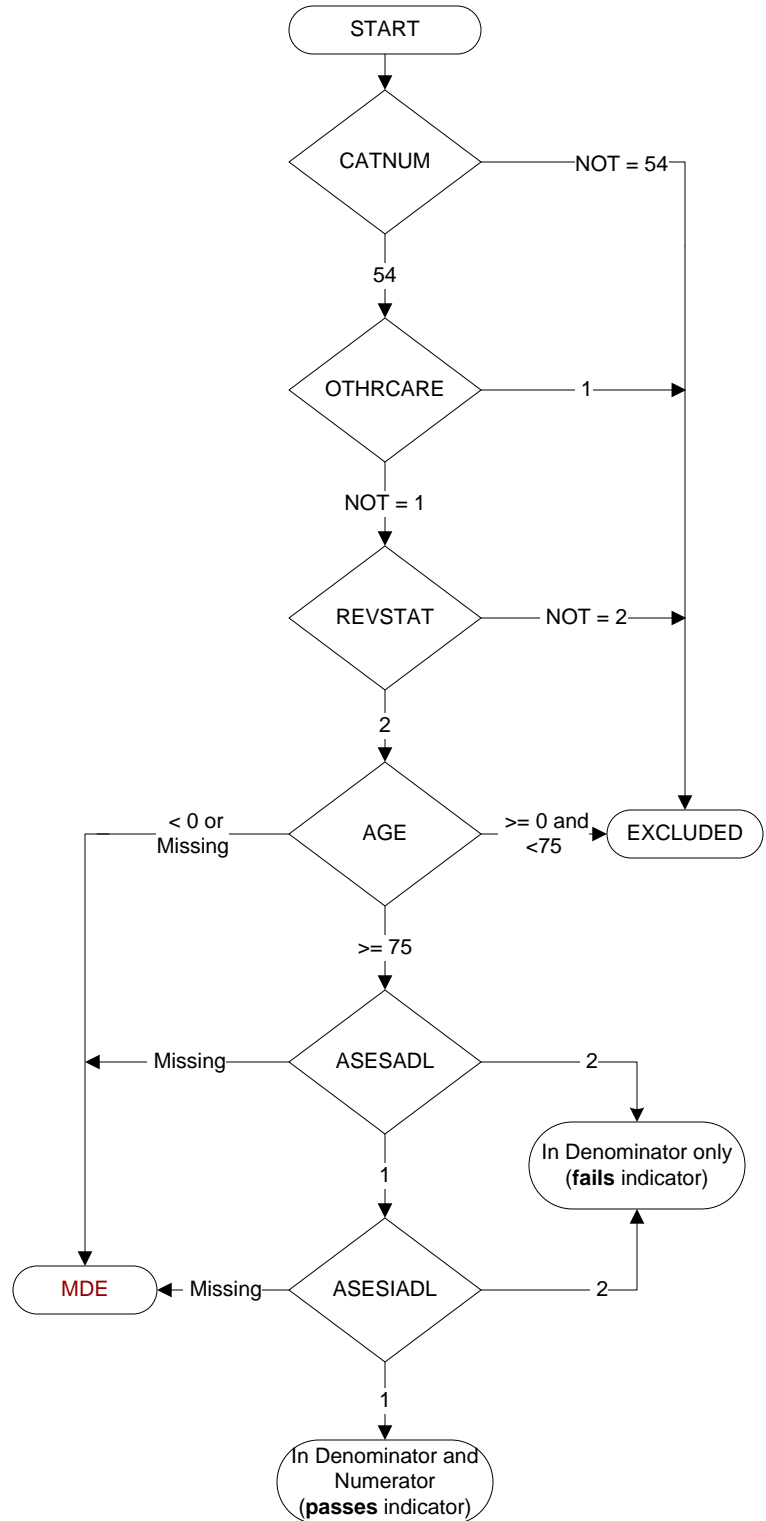 START
CATNUM
NOT = 54
54
OTHRCARE
1
NOT = 1
REVSTAT
NOT = 2
2
< 0 or
Missing
AGE
>= 0 and
<75
EXCLUDED
>= 75
Missing
ASESADL
2
In Denominator only
(fails indicator)
1
MDE
Missing
ASESIADL
2
1
In Denominator and
Numerator
(passes indicator)